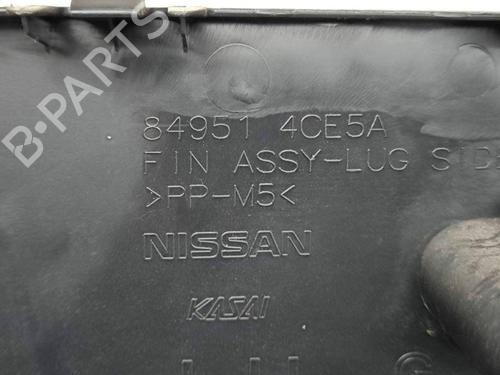 84951 4CE5A
FIN ASSY-LUG SID
>PP-M5<
NISSAN
KASAI
B-Parts